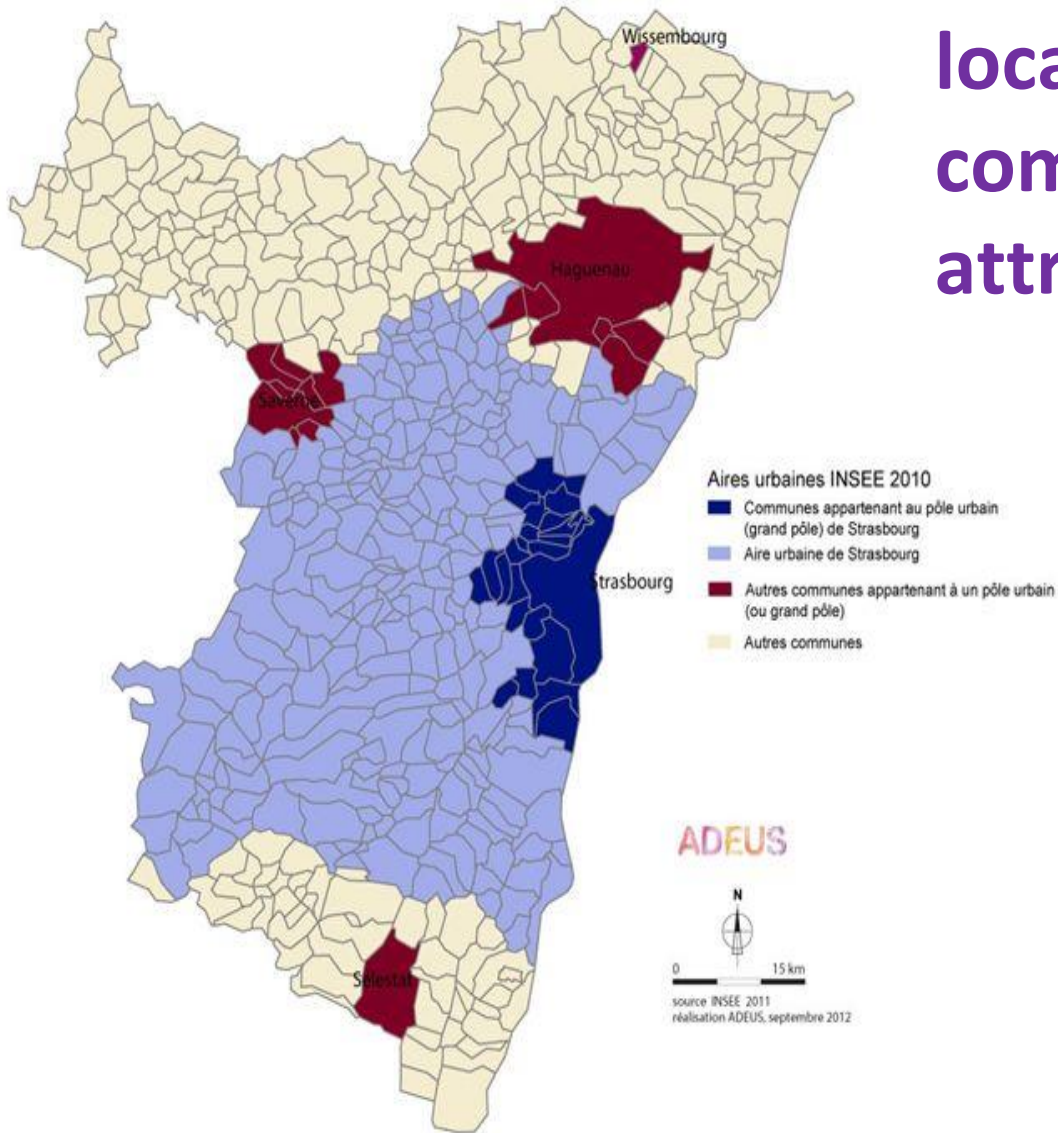 Wissembourg
loca
com
attr
Haguenau
Saverne
Aires urbaines INSEE 2010
Communes appartenant au pôle urbain
(grand pôle) de Strasbourg
Aire urbaine de Strasbourg
Autres communes appartenant à un pôle urbain
(ou grand pôle)
Autres communes
Strasbourg
ADEUS
N
0 15 km
source INSEE 2011
réalisation ADEUS, septembre 2012
Sélestat